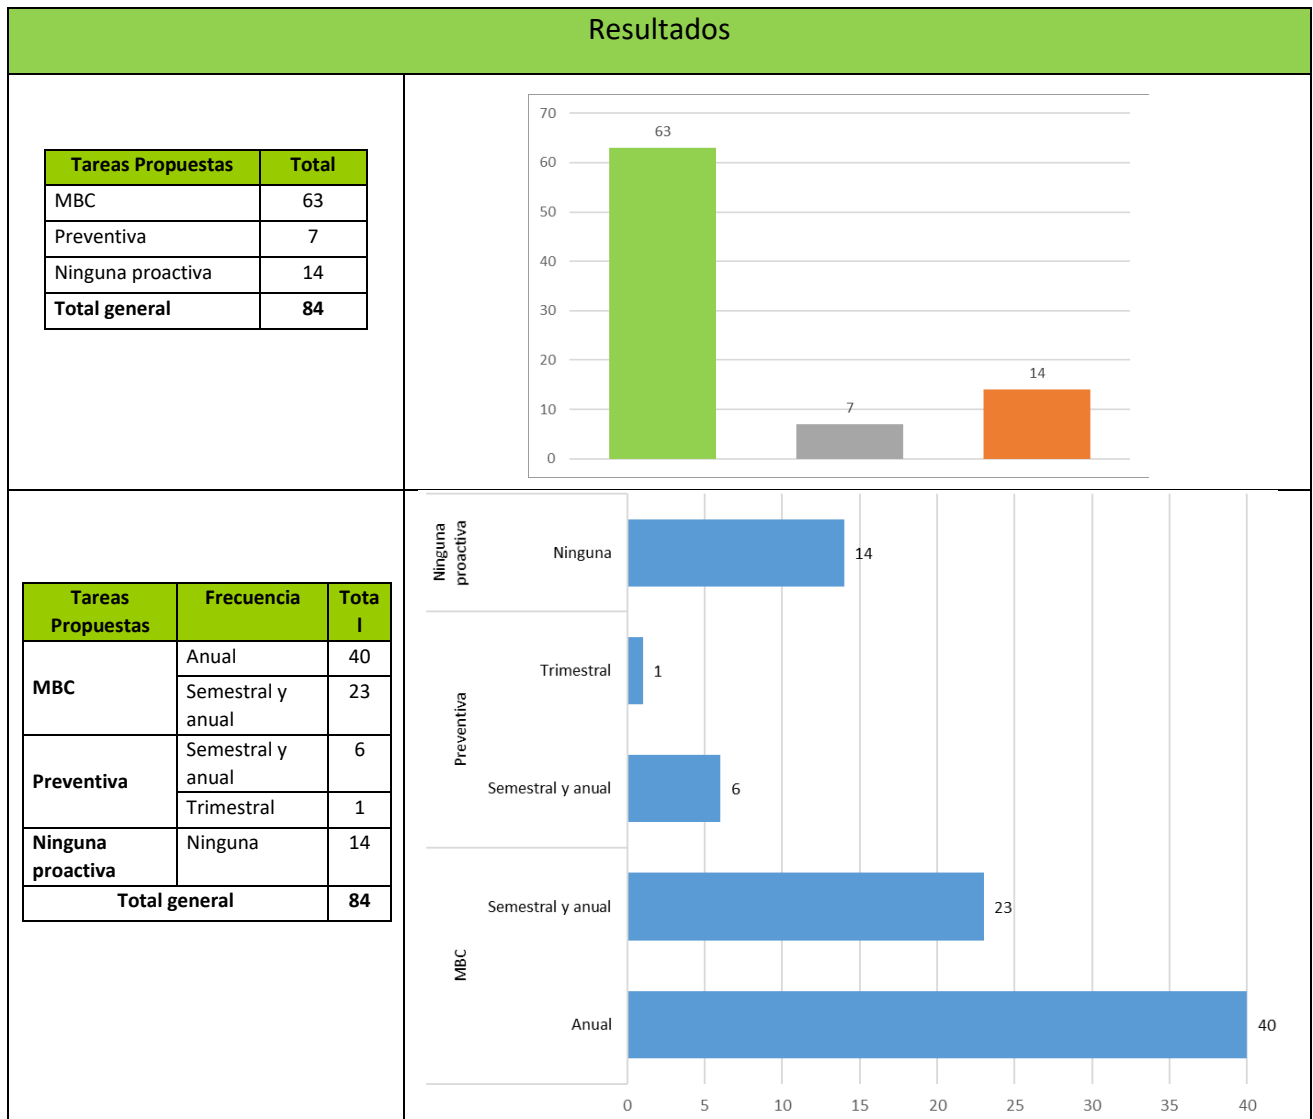 Resultados
Tareas Propuestas Total
MBC 63
Preventiva 7
Ninguna proactiva 14
Total general 84
70
60
50
40
30
20
10
0
63
7
14
Tareas Frecuencia Tota
Propuestas l
MBC
Anual 40
Semestral y 23
anual
Preventiva
Semestral y 6
anual
Trimestral 1
Ninguna Ninguna 14
proactiva
Total general 84
Ninguna
proactiva
Ninguna 14
Preventiva
Trimestral 1
Semestral y anual 6
MBC
Semestral y anual 23
Anual 40
0 5 10 15 20 25 30 35 40